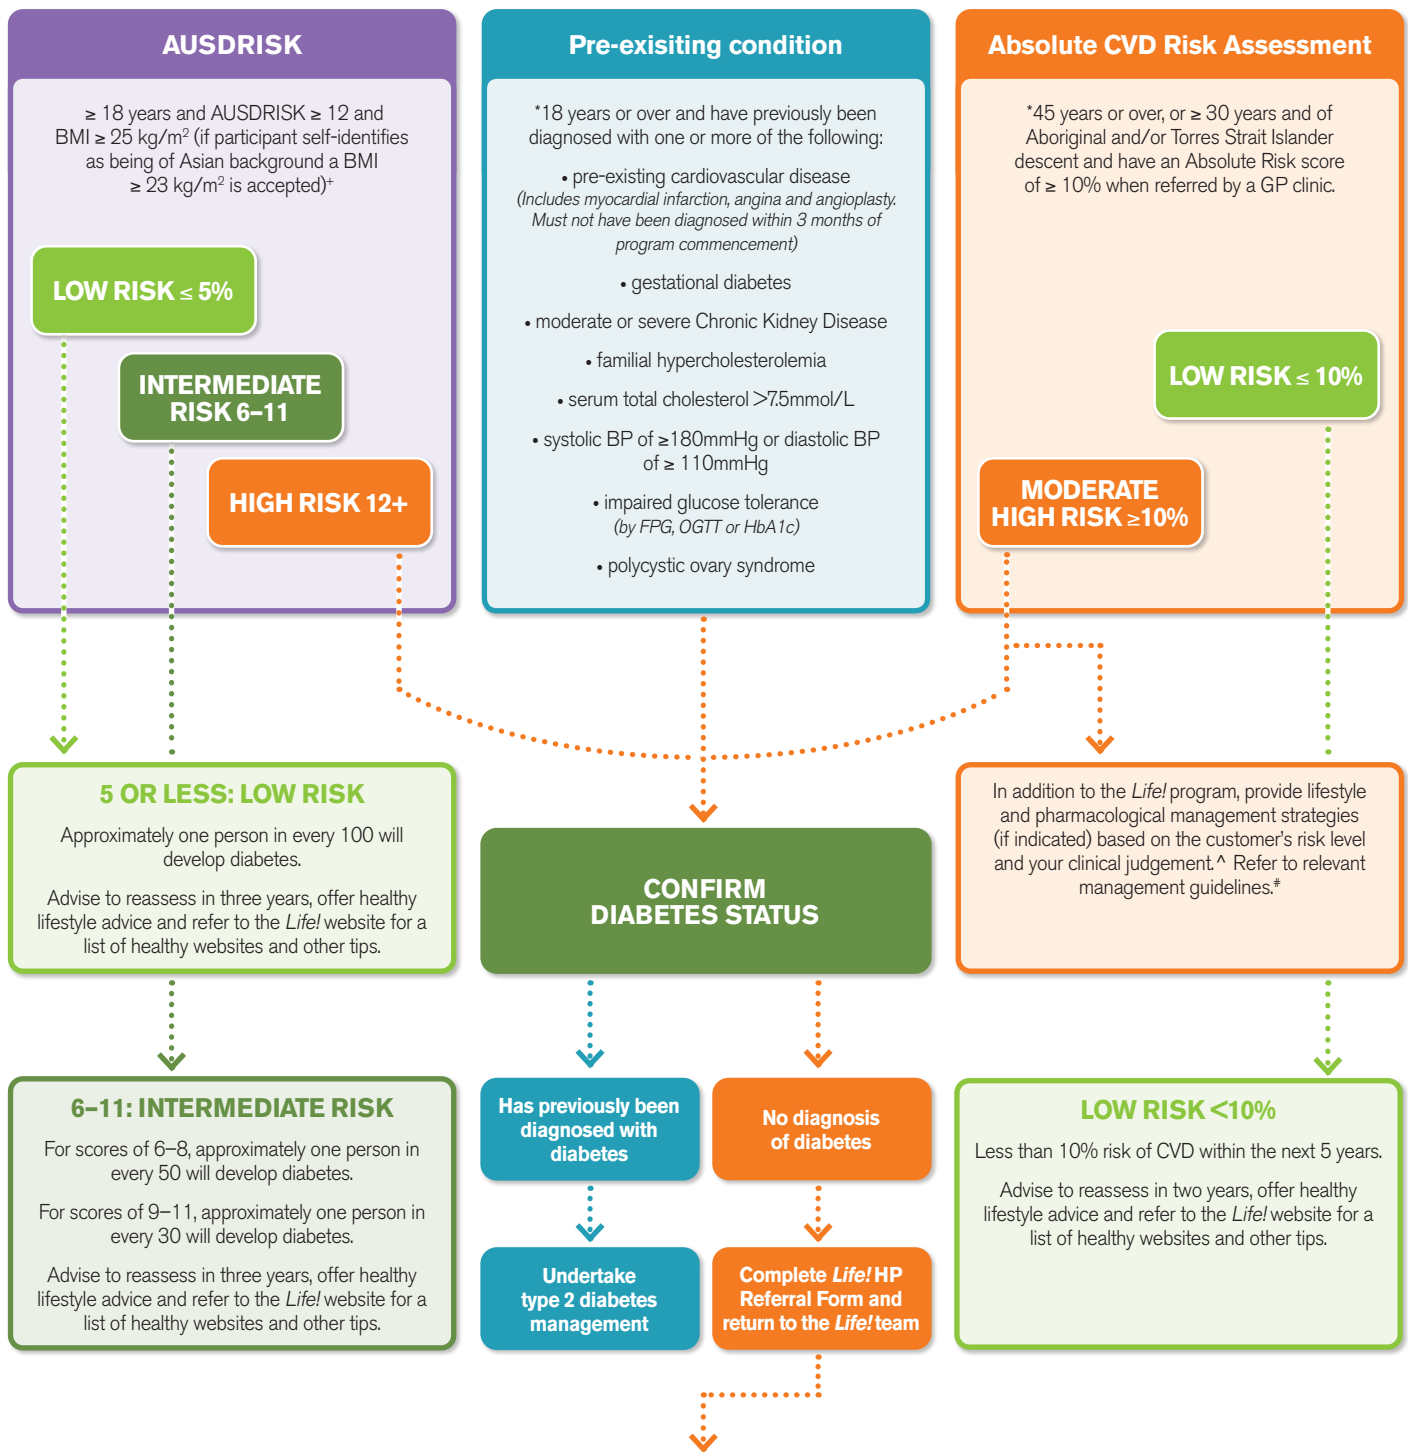 AUSDRISK
≥ 18 years and AUSDRISK ≥ 12 and
BMI ≥ 25 kg/m² (if participant self-identifies
as being of Asian background a BMI
≥ 23 kg/m² is accepted)⁺
LOW RISK ≤ 5%
INTERMEDIATE
RISK 6–11
HIGH RISK 12+
Pre-exisiting condition
*18 years or over and have previously been
diagnosed with one or more of the following:
• pre-existing cardiovascular disease
(Includes myocardial infarction, angina and angioplasty.
Must not have been diagnosed within 3 months of
program commencement)
• gestational diabetes
• moderate or severe Chronic Kidney Disease
• familial hypercholesterolemia
• serum total cholesterol >7.5mmol/L
• systolic BP of ≥180mmHg or diastolic BP
of ≥ 110mmHg
• impaired glucose tolerance
(by FPG, OGTT or HbA1c)
• polycystic ovary syndrome
Absolute CVD Risk Assessment
*45 years or over, or ≥ 30 years and of
Aboriginal and/or Torres Strait Islander
descent and have an Absolute Risk score
of ≥ 10% when referred by a GP clinic.
LOW RISK ≤ 10%
MODERATE
HIGH RISK ≥10%
5 OR LESS: LOW RISK
Approximately one person in every 100 will
develop diabetes.
Advise to reassess in three years, offer healthy
lifestyle advice and refer to the Life! website for a
list of healthy websites and other tips.
CONFIRM
DIABETES STATUS
In addition to the Life! program, provide lifestyle
and pharmacological management strategies
(if indicated) based on the customer's risk level
and your clinical judgement.^ Refer to relevant
management guidelines.#
6–11: INTERMEDIATE RISK
For scores of 6–8, approximately one person in
every 50 will develop diabetes.
For scores of 9–11, approximately one person in
every 30 will develop diabetes.
Advise to reassess in three years, offer healthy
lifestyle advice and refer to the Life! website for a
list of healthy websites and other tips.
Has previously been
diagnosed with
diabetes
No diagnosis
of diabetes
Undertake
type 2 diabetes
management
Complete Life! HP
Referral Form and
return to the Life! team
LOW RISK <10%
Less than 10% risk of CVD within the next 5 years.
Advise to reassess in two years, offer healthy
lifestyle advice and refer to the Life! website for a
list of healthy websites and other tips.